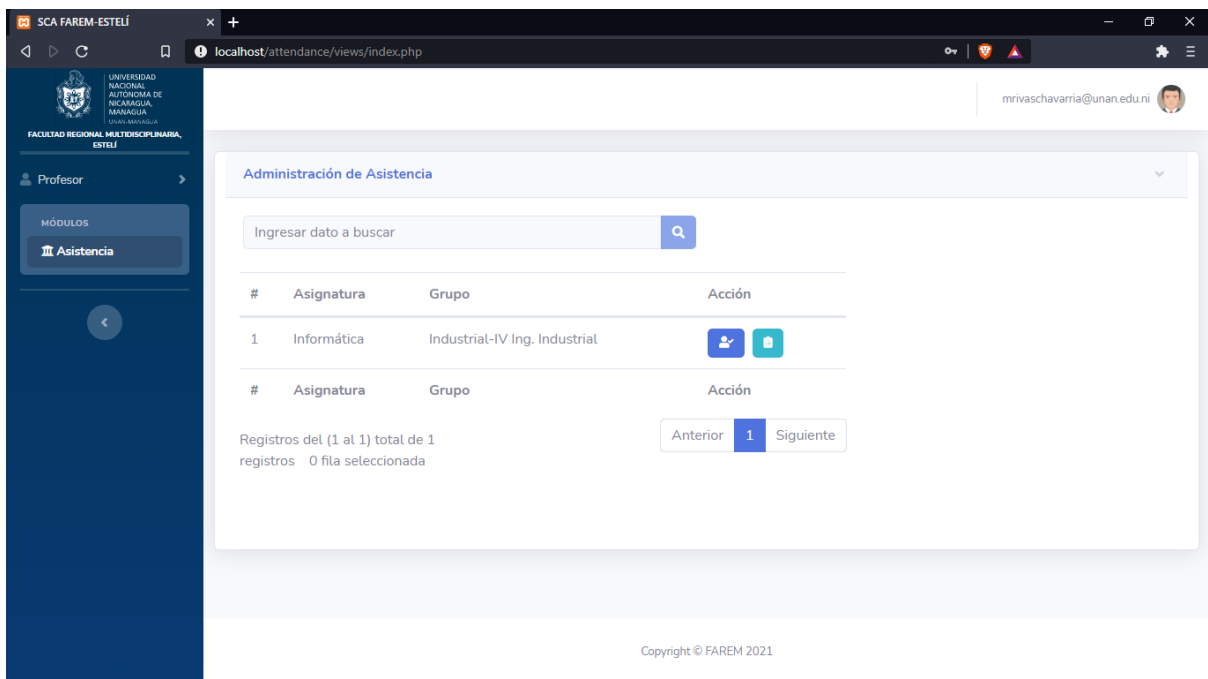 SCA FAREM-ESTELÍ
localhost/attendance/views/index.php
UNIVERSIDAD
NACIONAL
AUTÓNOMA DE
NICARAGUA,
MANAGUA
UNAN-MANAGUA
FACULTAD REGIONAL MULTIDISCIPLINARIA,
ESTELÍ
mrivaschavarria@unan.edu.ni
Profesor
MÓDULOS
Asistencia
Administración de Asistencia
Ingresar dato a buscar
# Asignatura Grupo Acción
1 Informática Industrial-IV Ing. Industrial
# Asignatura Grupo Acción
Registros del (1 al 1) total de 1
registros 0 fila seleccionada
Anterior 1 Siguiente
Copyright © FAREM 2021